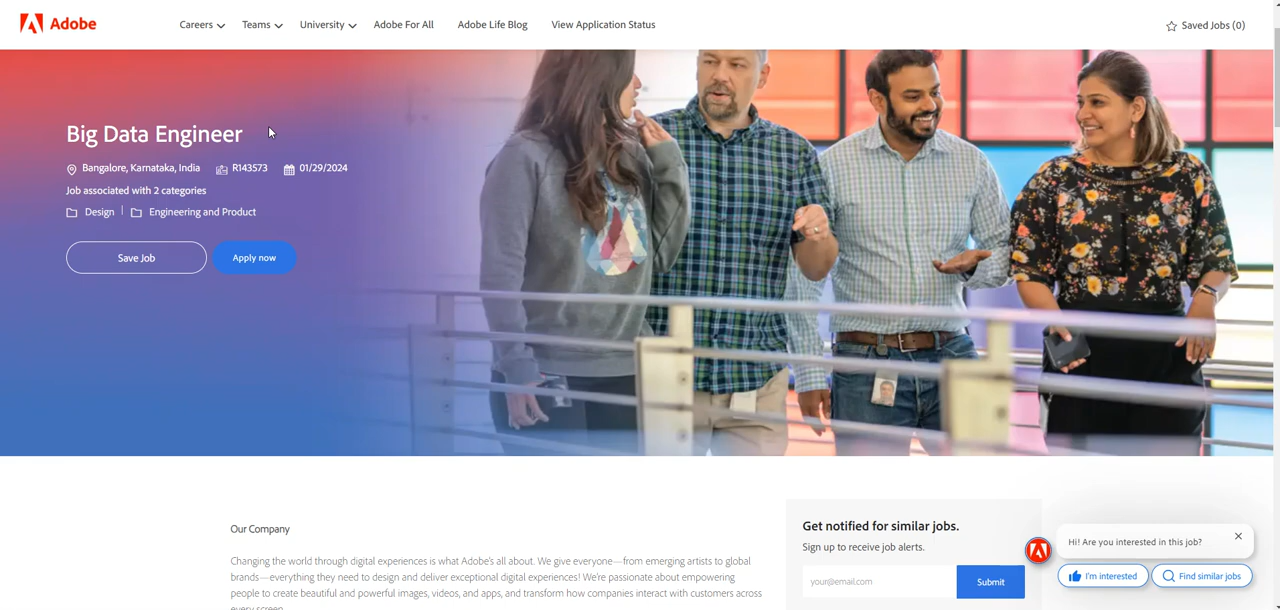 Adobe
Careers
Teams
University
Adobe For All
Adobe Life Blog
View Application Status
Saved Jobs (0)
Big Data Engineer
Bangalore, Karnataka, India
R143573
01/29/2024
Job associated with 2 categories
Design
Engineering and Product
Save Job
Apply now
Our Company
Changing the world through digital experiences is what Adobe's all about. We give everyone—from emerging artists to global
brands—everything they need to design and deliver exceptional digital experiences! We're passionate about empowering
people to create beautiful and powerful images, videos, and apps, and transform how companies interact with customers across
every screen.
Get notified for similar jobs.
Sign up to receive job alerts.
your@email.com
Submit
Hi! Are you interested in this job?
I'm interested
Find similar jobs